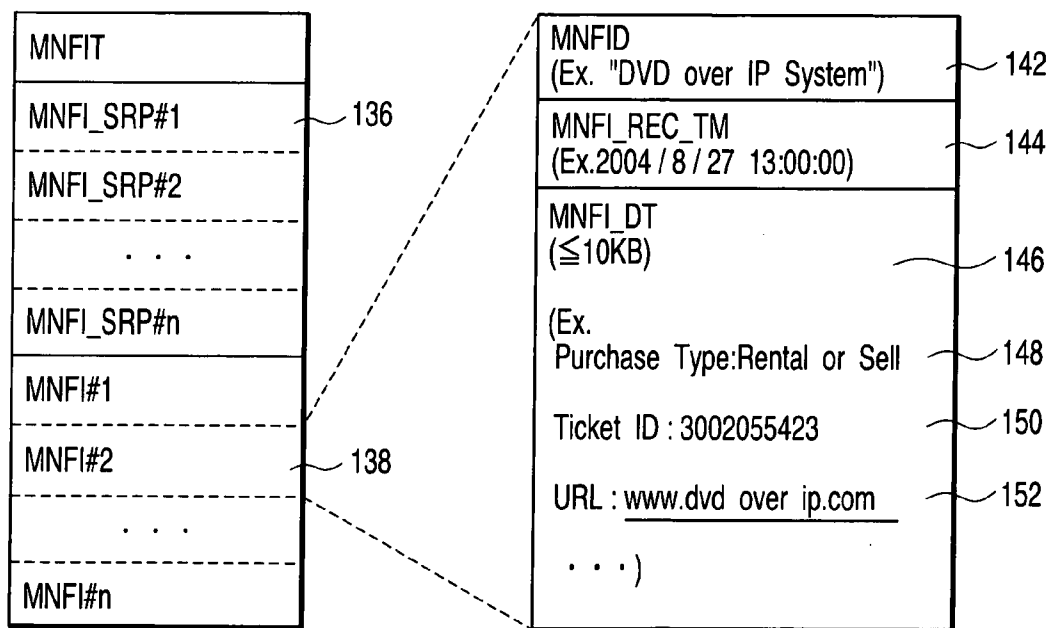 MNFIT
MNFI_SRP#1
136
MNFI_SRP#2
· · ·
MNFI_SRP#n
MNFI#1
MNFI#2
138
· · ·
MNFI#n
MNFID
(Ex. "DVD over IP System")
142
MNFI_REC_TM
(Ex.2004 / 8 / 27 13:00:00)
144
MNFI_DT
(≦10KB)
146
(Ex.
Purchase Type:Rental or Sell
148
Ticket ID : 3002055423
150
URL : www.dvd over ip.com
152
· · ·)